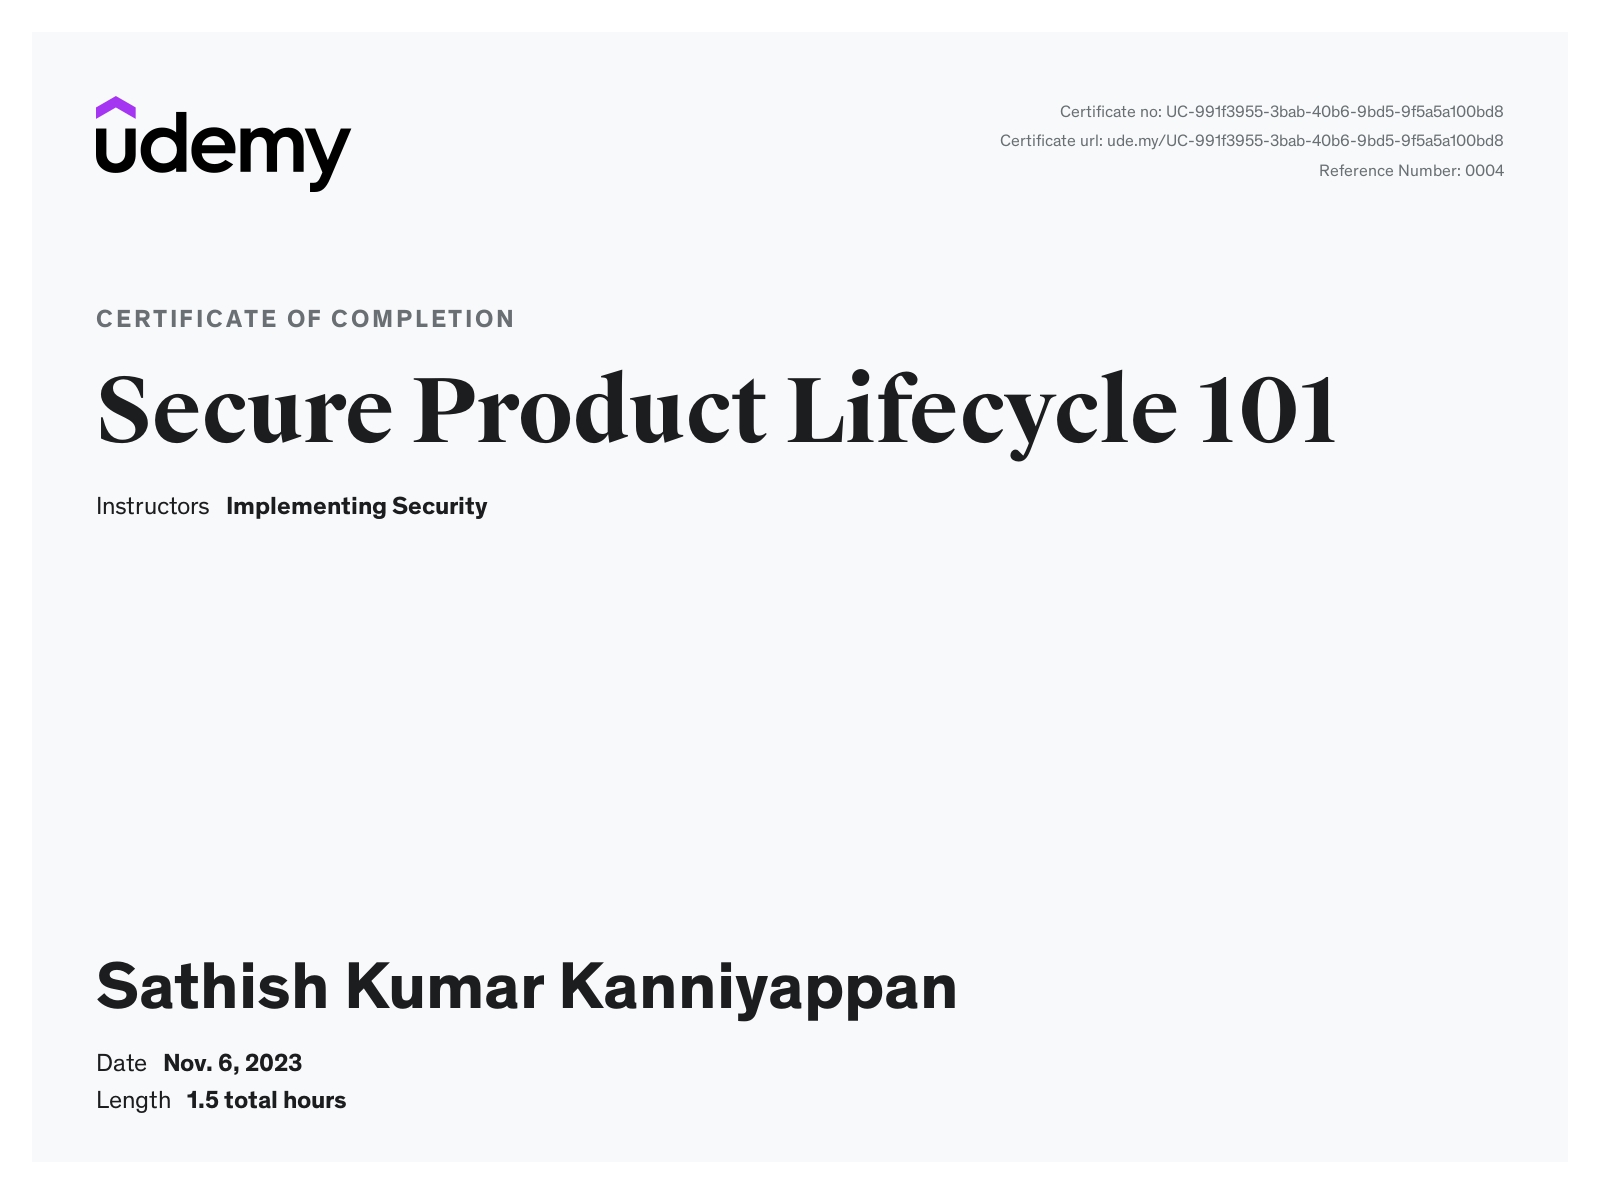 udemy
Certificate no: UC-991f3955-3bab-40b6-9bd5-9f5a5a100bd8
Certificate url: ude.my/UC-991f3955-3bab-40b6-9bd5-9f5a5a100bd8
Reference Number: 0004
CERTIFICATE OF COMPLETION
Secure Product Lifecycle 101
Instructors Implementing Security
Sathish Kumar Kanniyappan
Date Nov. 6, 2023
Length 1.5 total hours